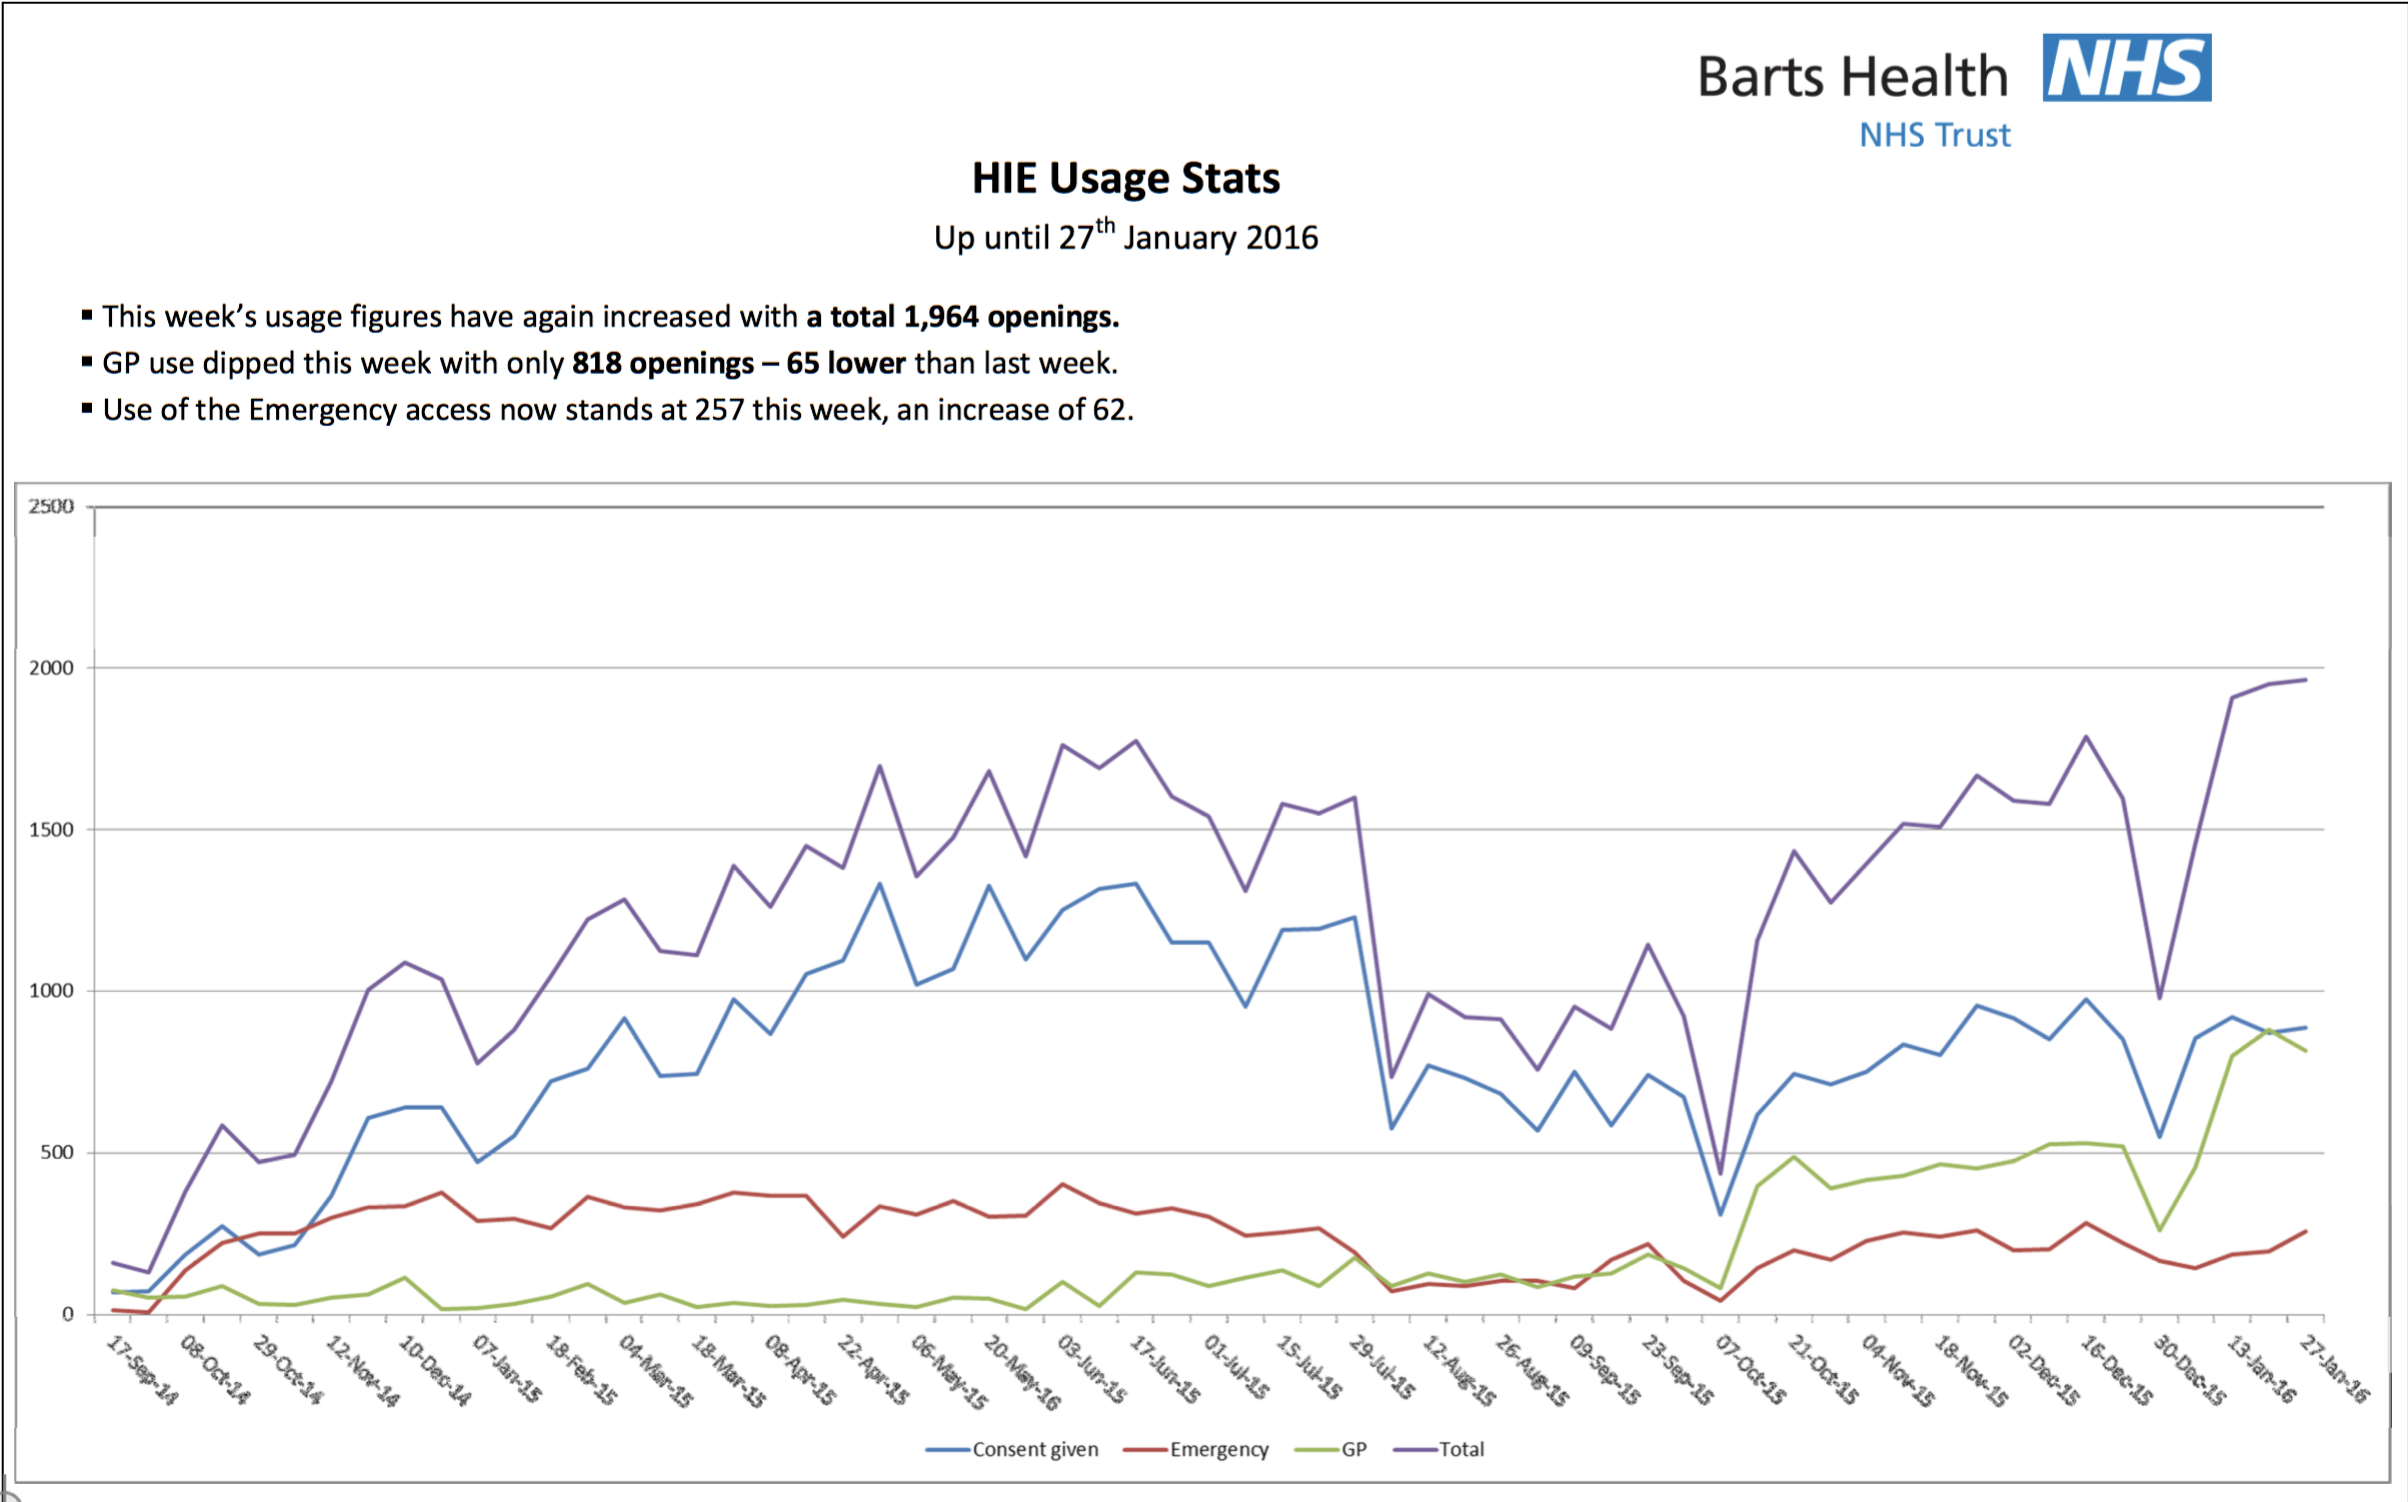 Barts Health NHS
NHS Trust
HIE Usage Stats
Up until 27th January 2016
▪ This week’s usage figures have again increased with a total 1,964 openings.
▪ GP use dipped this week with only 818 openings – 65 lower than last week.
▪ Use of the Emergency access now stands at 257 this week, an increase of 62.
2500
2000
1500
1000
500
0
17-Sep-14
08-Oct-14
29-Oct-14
12-Nov-14
10-Dec-14
07-Jan-15
18-Feb-15
04-Mar-15
18-Mar-15
08-Apr-15
22-Apr-15
06-May-15
20-May-16
03-Jun-15
17-Jun-15
01-Jul-15
15-Jul-15
29-Jul-15
12-Aug-15
26-Aug-15
09-Sep-15
23-Sep-15
07-Oct-15
21-Oct-15
04-Nov-15
18-Nov-15
02-Dec-15
16-Dec-15
30-Dec-15
13-Jan-16
27-Jan-16
Consent given Emergency GP Total